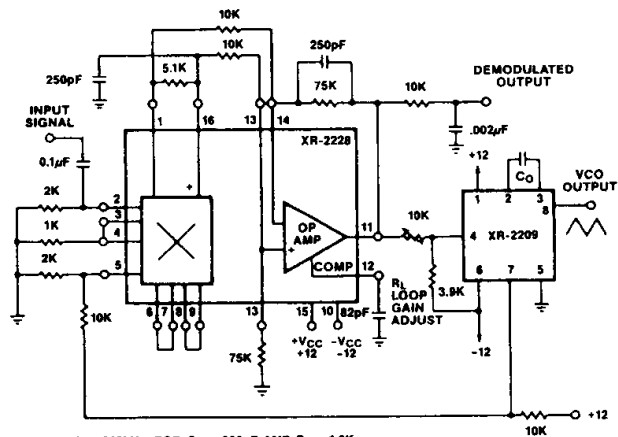 10K
10K
250pF
5.1K
250pF
75K
10K
DEMODULATED
OUTPUT
INPUT
SIGNAL
1
16
13
14
XR-2228
.002µF
+12
CO
VCO
OUTPUT
0.1µF
2K
2
3
1K
4
2K
5
+
OP
AMP
+
COMP
11
12
10K
1
2
3
8
4
XR-2209
6
7
5
RL
LOOP
GAIN
ADJUST
3.9K
-12
6
7
8
9
13
15
10
82pF
+VCC
+12
-VCC
-12
10K
75K
+12
10K